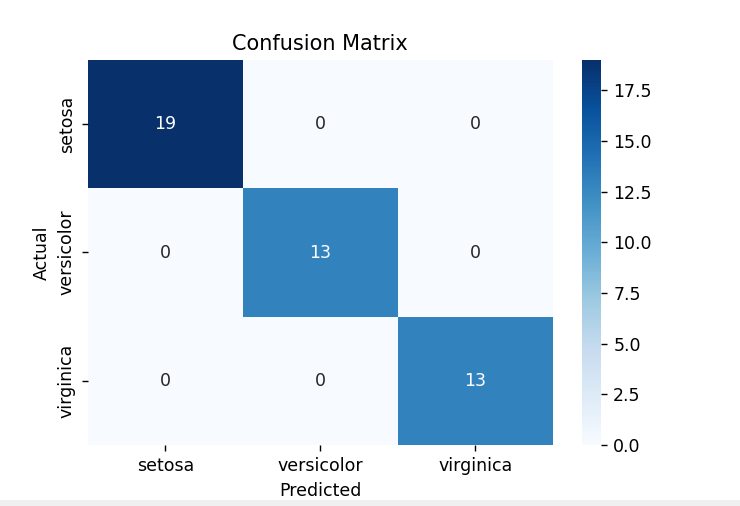 Confusion Matrix
Actual
setosa
19 0 0
versicolor
0 13 0
virginica
0 0 13
setosa versicolor virginica
Predicted
17.5
15.0
12.5
10.0
7.5
5.0
2.5
0.0